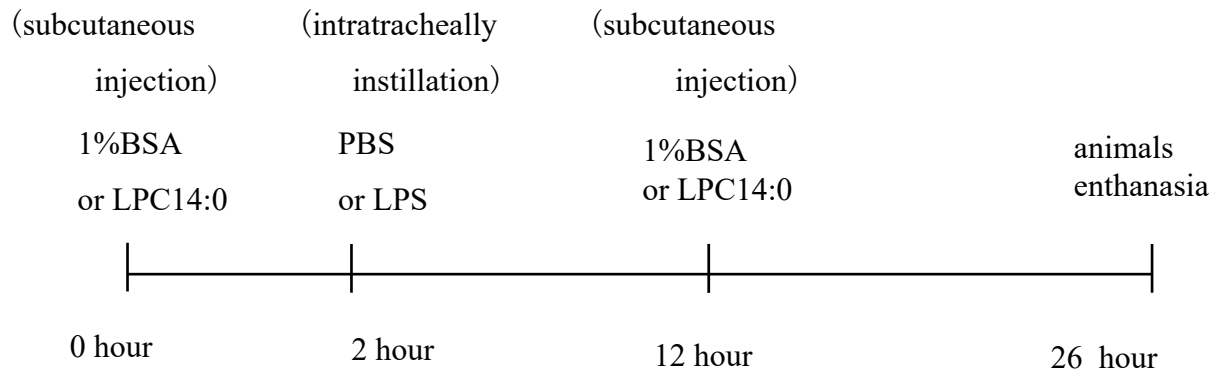 （subcutaneous
injection）
1%BSA
or LPC14:0
（intratracheally
instillation）
PBS
or LPS
（subcutaneous
injection）
1%BSA
or LPC14:0
animals
enthanasia
0 hour
2 hour
12 hour
26 hour